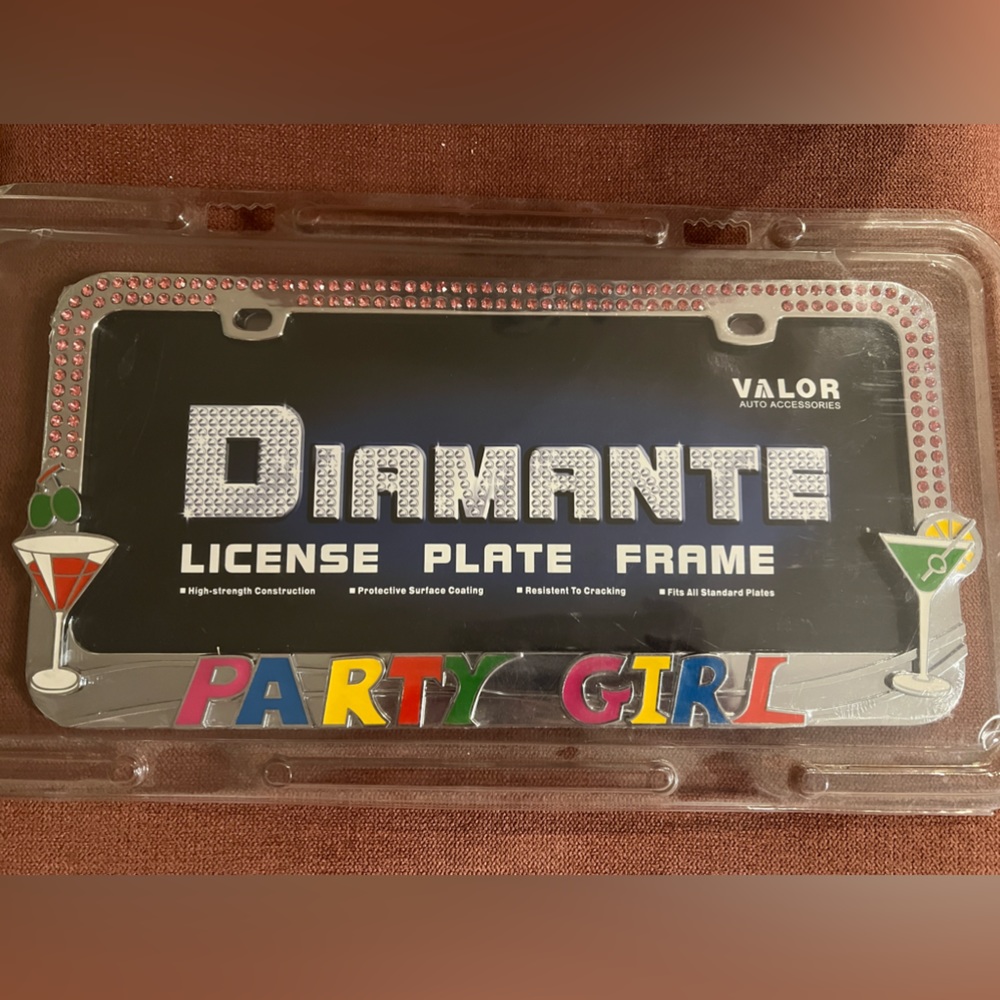 VALOR
AUTO ACCESSORIES
DIAMANTE
LICENSE PLATE FRAME
■ High-strength Construction ■ Protective Surface Coating ■ Resistent To Cracking ■ Fits All Standard Plates
PARTY GIRL